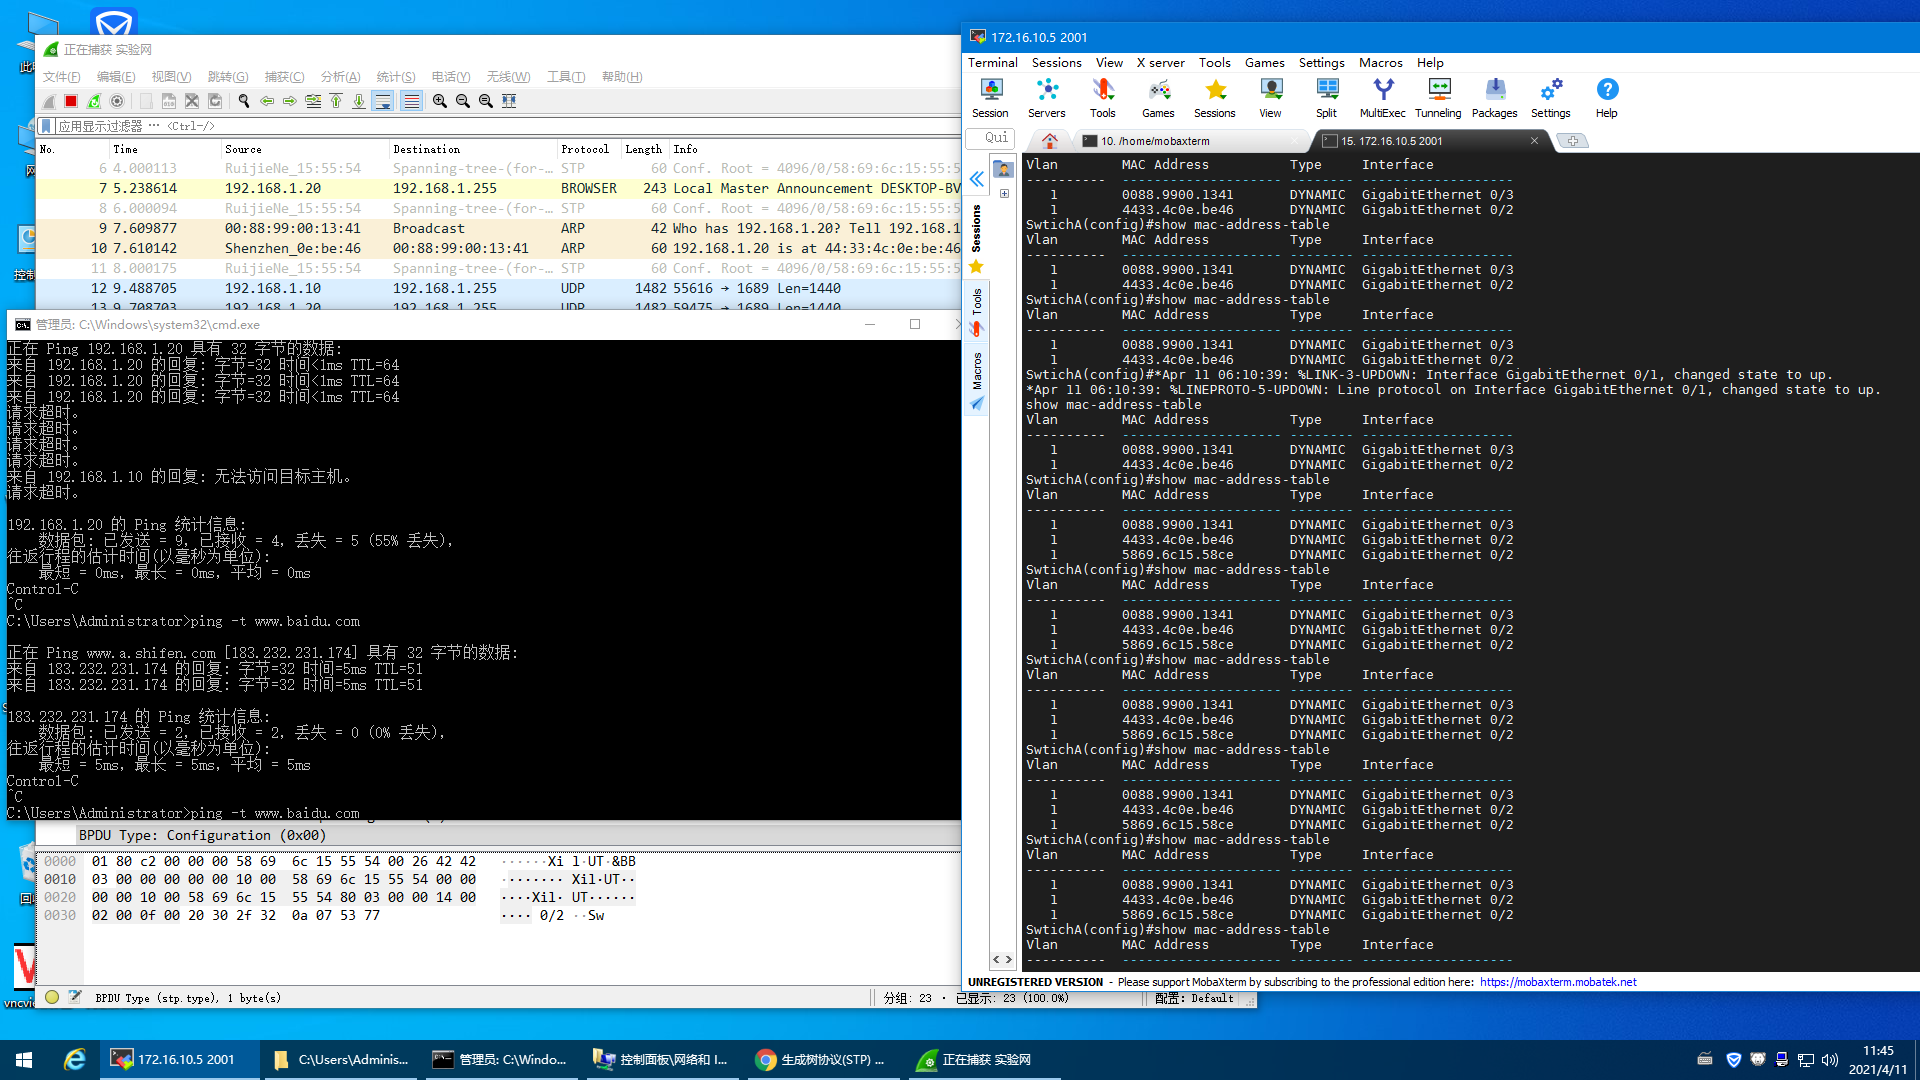 正在捕获 实验网
文件(F) 编辑(E) 视图(V) 跳转(G) 捕获(C) 分析(A) 统计(S) 电话(Y) 无线(W) 工具(T) 帮助(H)
应用显示过滤器 … <Ctrl-/>
No. Time Source Destination Protocol Length Info
6 4.000113 RuijieNe_15:55:54 Spanning-tree-(for-… STP 60 Conf. Root = 4096/0/58:69:6c:15:55:5
7 5.238614 192.168.1.20 192.168.1.255 BROWSER 243 Local Master Announcement DESKTOP-BV
8 6.000094 RuijieNe_15:55:54 Spanning-tree-(for-… STP 60 Conf. Root = 4096/0/58:69:6c:15:55:5
9 7.609877 00:88:99:00:13:41 Broadcast ARP 42 Who has 192.168.1.20? Tell 192.168.1
10 7.610142 Shenzhen_0e:be:46 00:88:99:00:13:41 ARP 60 192.168.1.20 is at 44:33:4c:0e:be:46
11 8.000175 RuijieNe_15:55:54 Spanning-tree-(for-… STP 60 Conf. Root = 4096/0/58:69:6c:15:55:5
12 9.488705 192.168.1.10 192.168.1.255 UDP 1482 55616 → 1689 Len=1440
13 9.708703 192.168.1.20 192.168.1.255 UDP 1482 59475 → 1689 Len=1440
管理员: C:\Windows\system32\cmd.exe
正在 Ping 192.168.1.20 具有 32 字节的数据:
来自 192.168.1.20 的回复: 字节=32 时间<1ms TTL=64
来自 192.168.1.20 的回复: 字节=32 时间<1ms TTL=64
来自 192.168.1.20 的回复: 字节=32 时间<1ms TTL=64
请求超时。
请求超时。
请求超时。
请求超时。
来自 192.168.1.10 的回复: 无法访问目标主机。
请求超时。
192.168.1.20 的 Ping 统计信息:
数据包: 已发送 = 9, 已接收 = 4, 丢失 = 5 (55% 丢失),
往返行程的估计时间(以毫秒为单位):
最短 = 0ms, 最长 = 0ms, 平均 = 0ms
Control-C
^C
C:\Users\Administrator>ping -t www.baidu.com
正在 Ping www.a.shifen.com [183.232.231.174] 具有 32 字节的数据:
来自 183.232.231.174 的回复: 字节=32 时间=5ms TTL=51
来自 183.232.231.174 的回复: 字节=32 时间=5ms TTL=51
183.232.231.174 的 Ping 统计信息:
数据包: 已发送 = 2, 已接收 = 2, 丢失 = 0 (0% 丢失),
往返行程的估计时间(以毫秒为单位):
最短 = 5ms, 最长 = 5ms, 平均 = 5ms
Control-C
^C
C:\Users\Administrator>ping -t www.baidu.com
BPDU Type: Configuration (0x00)
0000 01 80 c2 00 00 00 58 69 6c 15 55 54 00 26 42 42 ······Xi l·UT·&BB
0010 03 00 00 00 00 00 10 00 58 69 6c 15 55 54 00 00 ········ Xil·UT··
0020 00 00 10 00 58 69 6c 15 55 54 80 03 00 00 14 00 ····Xil· UT······
0030 02 00 0f 00 20 30 2f 32 0a 07 53 77 ···· 0/2 ··Sw
BPDU Type (stp.type), 1 byte(s)
分组: 23 · 已显示: 23 (100.0%)
配置: Default
172.16.10.5 2001
Terminal Sessions View X server Tools Games Settings Macros Help
Session Servers Tools Games Sessions View Split MultiExec Tunneling Packages Settings Help
Qui
10. /home/mobaxterm
15. 172.16.10.5 2001
Sessions
Tools
Macros
Vlan MAC Address Type Interface
---------- -------------------- -------- -------------------
1 0088.9900.1341 DYNAMIC GigabitEthernet 0/3
1 4433.4c0e.be46 DYNAMIC GigabitEthernet 0/2
SwtichA(config)#show mac-address-table
Vlan MAC Address Type Interface
---------- -------------------- -------- -------------------
1 0088.9900.1341 DYNAMIC GigabitEthernet 0/3
1 4433.4c0e.be46 DYNAMIC GigabitEthernet 0/2
SwtichA(config)#show mac-address-table
Vlan MAC Address Type Interface
---------- -------------------- -------- -------------------
1 0088.9900.1341 DYNAMIC GigabitEthernet 0/3
1 4433.4c0e.be46 DYNAMIC GigabitEthernet 0/2
SwtichA(config)#*Apr 11 06:10:39: %LINK-3-UPDOWN: Interface GigabitEthernet 0/1, changed state to up.
*Apr 11 06:10:39: %LINEPROTO-5-UPDOWN: Line protocol on Interface GigabitEthernet 0/1, changed state to up.
show mac-address-table
Vlan MAC Address Type Interface
---------- -------------------- -------- -------------------
1 0088.9900.1341 DYNAMIC GigabitEthernet 0/3
1 4433.4c0e.be46 DYNAMIC GigabitEthernet 0/2
SwtichA(config)#show mac-address-table
Vlan MAC Address Type Interface
---------- -------------------- -------- -------------------
1 0088.9900.1341 DYNAMIC GigabitEthernet 0/3
1 4433.4c0e.be46 DYNAMIC GigabitEthernet 0/2
1 5869.6c15.58ce DYNAMIC GigabitEthernet 0/2
SwtichA(config)#show mac-address-table
Vlan MAC Address Type Interface
---------- -------------------- -------- -------------------
1 0088.9900.1341 DYNAMIC GigabitEthernet 0/3
1 4433.4c0e.be46 DYNAMIC GigabitEthernet 0/2
1 5869.6c15.58ce DYNAMIC GigabitEthernet 0/2
SwtichA(config)#show mac-address-table
Vlan MAC Address Type Interface
---------- -------------------- -------- -------------------
1 0088.9900.1341 DYNAMIC GigabitEthernet 0/3
1 4433.4c0e.be46 DYNAMIC GigabitEthernet 0/2
1 5869.6c15.58ce DYNAMIC GigabitEthernet 0/2
SwtichA(config)#show mac-address-table
Vlan MAC Address Type Interface
---------- -------------------- -------- -------------------
1 0088.9900.1341 DYNAMIC GigabitEthernet 0/3
1 4433.4c0e.be46 DYNAMIC GigabitEthernet 0/2
1 5869.6c15.58ce DYNAMIC GigabitEthernet 0/2
SwtichA(config)#show mac-address-table
Vlan MAC Address Type Interface
---------- -------------------- -------- -------------------
1 0088.9900.1341 DYNAMIC GigabitEthernet 0/3
1 4433.4c0e.be46 DYNAMIC GigabitEthernet 0/2
1 5869.6c15.58ce DYNAMIC GigabitEthernet 0/2
SwtichA(config)#show mac-address-table
Vlan MAC Address Type Interface
---------- -------------------- -------- -------------------
UNREGISTERED VERSION - Please support MobaXterm by subscribing to the professional edition here: https://mobaxterm.mobatek.net
控制
vncvie
172.16.10.5 2001
C:\Users\Adminis...
管理员: C:\Windo...
控制面板\网络和 I...
生成树协议(STP) ...
正在捕获 实验网
11:45
2021/4/11